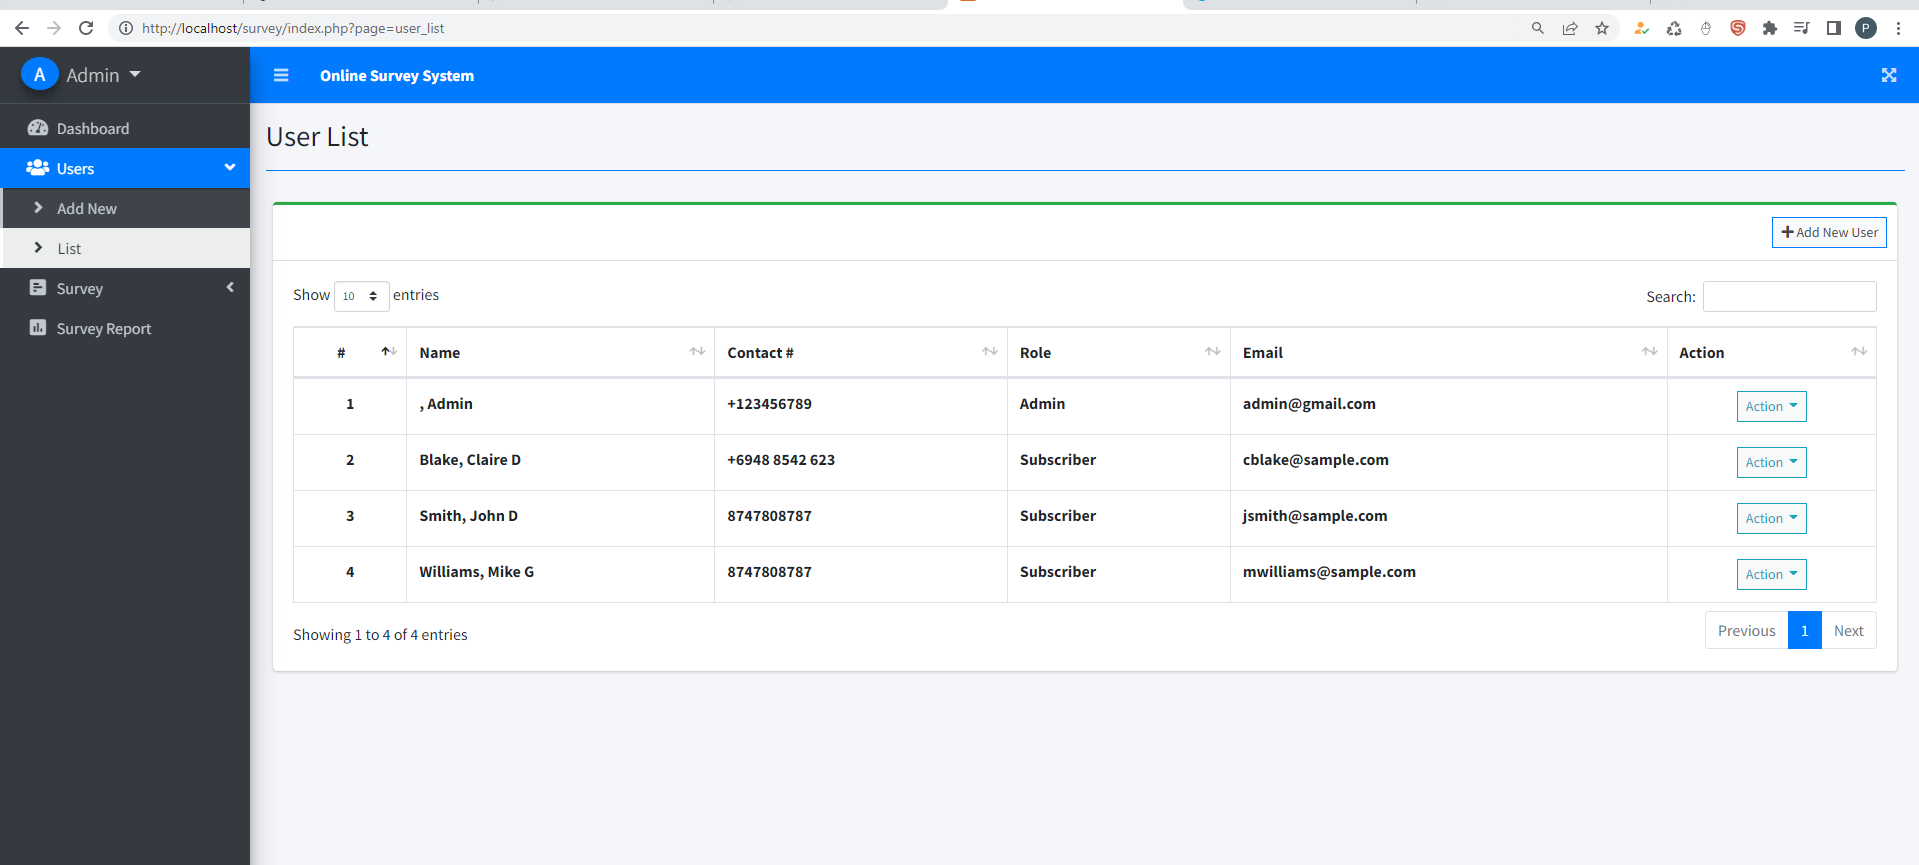 http://localhost/survey/index.php?page=user_list
P
A Admin
Online Survey System
Dashboard
Users
Add New
List
Survey
Survey Report
User List
Add New User
Show 10 entries
Search:
# Name Contact # Role Email Action
1 , Admin +123456789 Admin admin@gmail.com Action
2 Blake, Claire D +6948 8542 623 Subscriber cblake@sample.com Action
3 Smith, John D 8747808787 Subscriber jsmith@sample.com Action
4 Williams, Mike G 8747808787 Subscriber mwilliams@sample.com Action
Showing 1 to 4 of 4 entries
Previous 1 Next